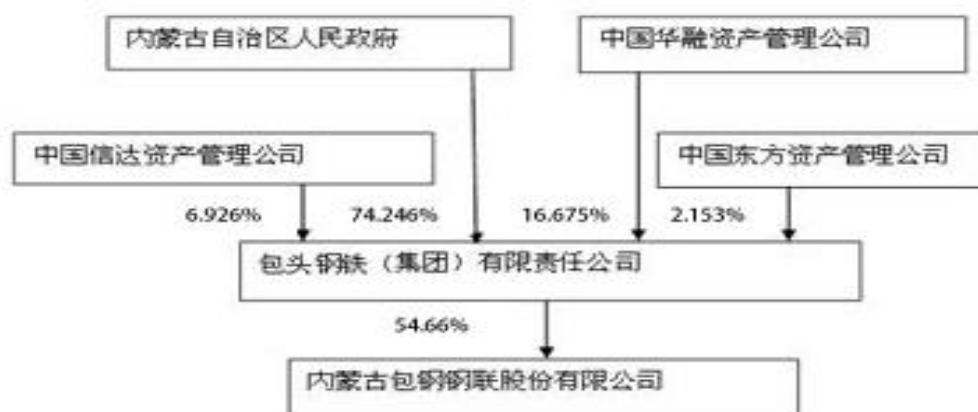 内蒙古自治区人民政府
中国华融资产管理公司
中国信达资产管理公司
中国东方资产管理公司
6.926%
74.246%
16.675%
2.153%
包头钢铁（集团）有限责任公司
54.66%
内蒙古包钢钢联股份有限公司